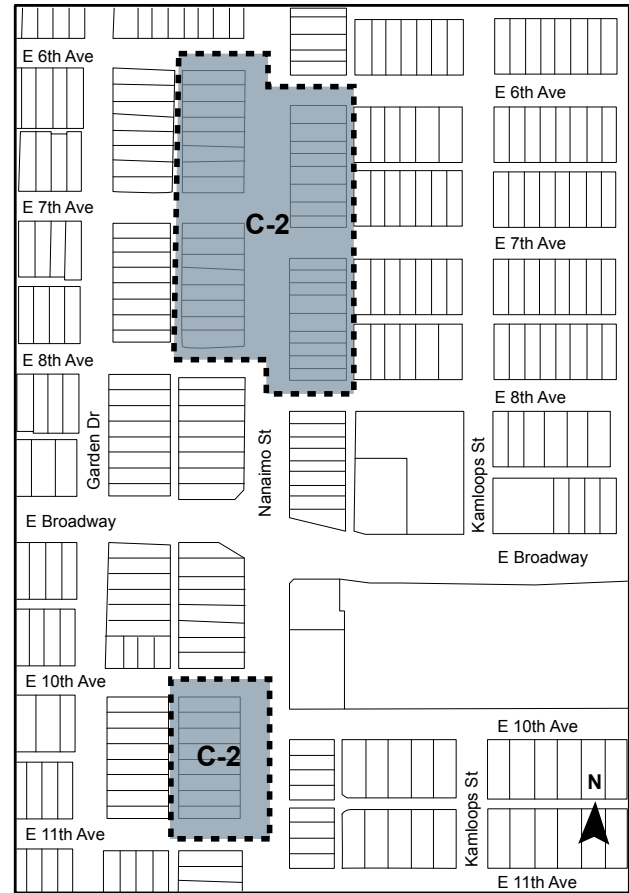 E 6th Ave
E 6th Ave
E 7th Ave
C-2
E 7th Ave
E 8th Ave
E 8th Ave
Garden Dr
Nanaimo St
Kamloops St
E Broadway
E Broadway
E 10th Ave
E 10th Ave
C-2
Kamloops St
N
E 11th Ave
E 11th Ave